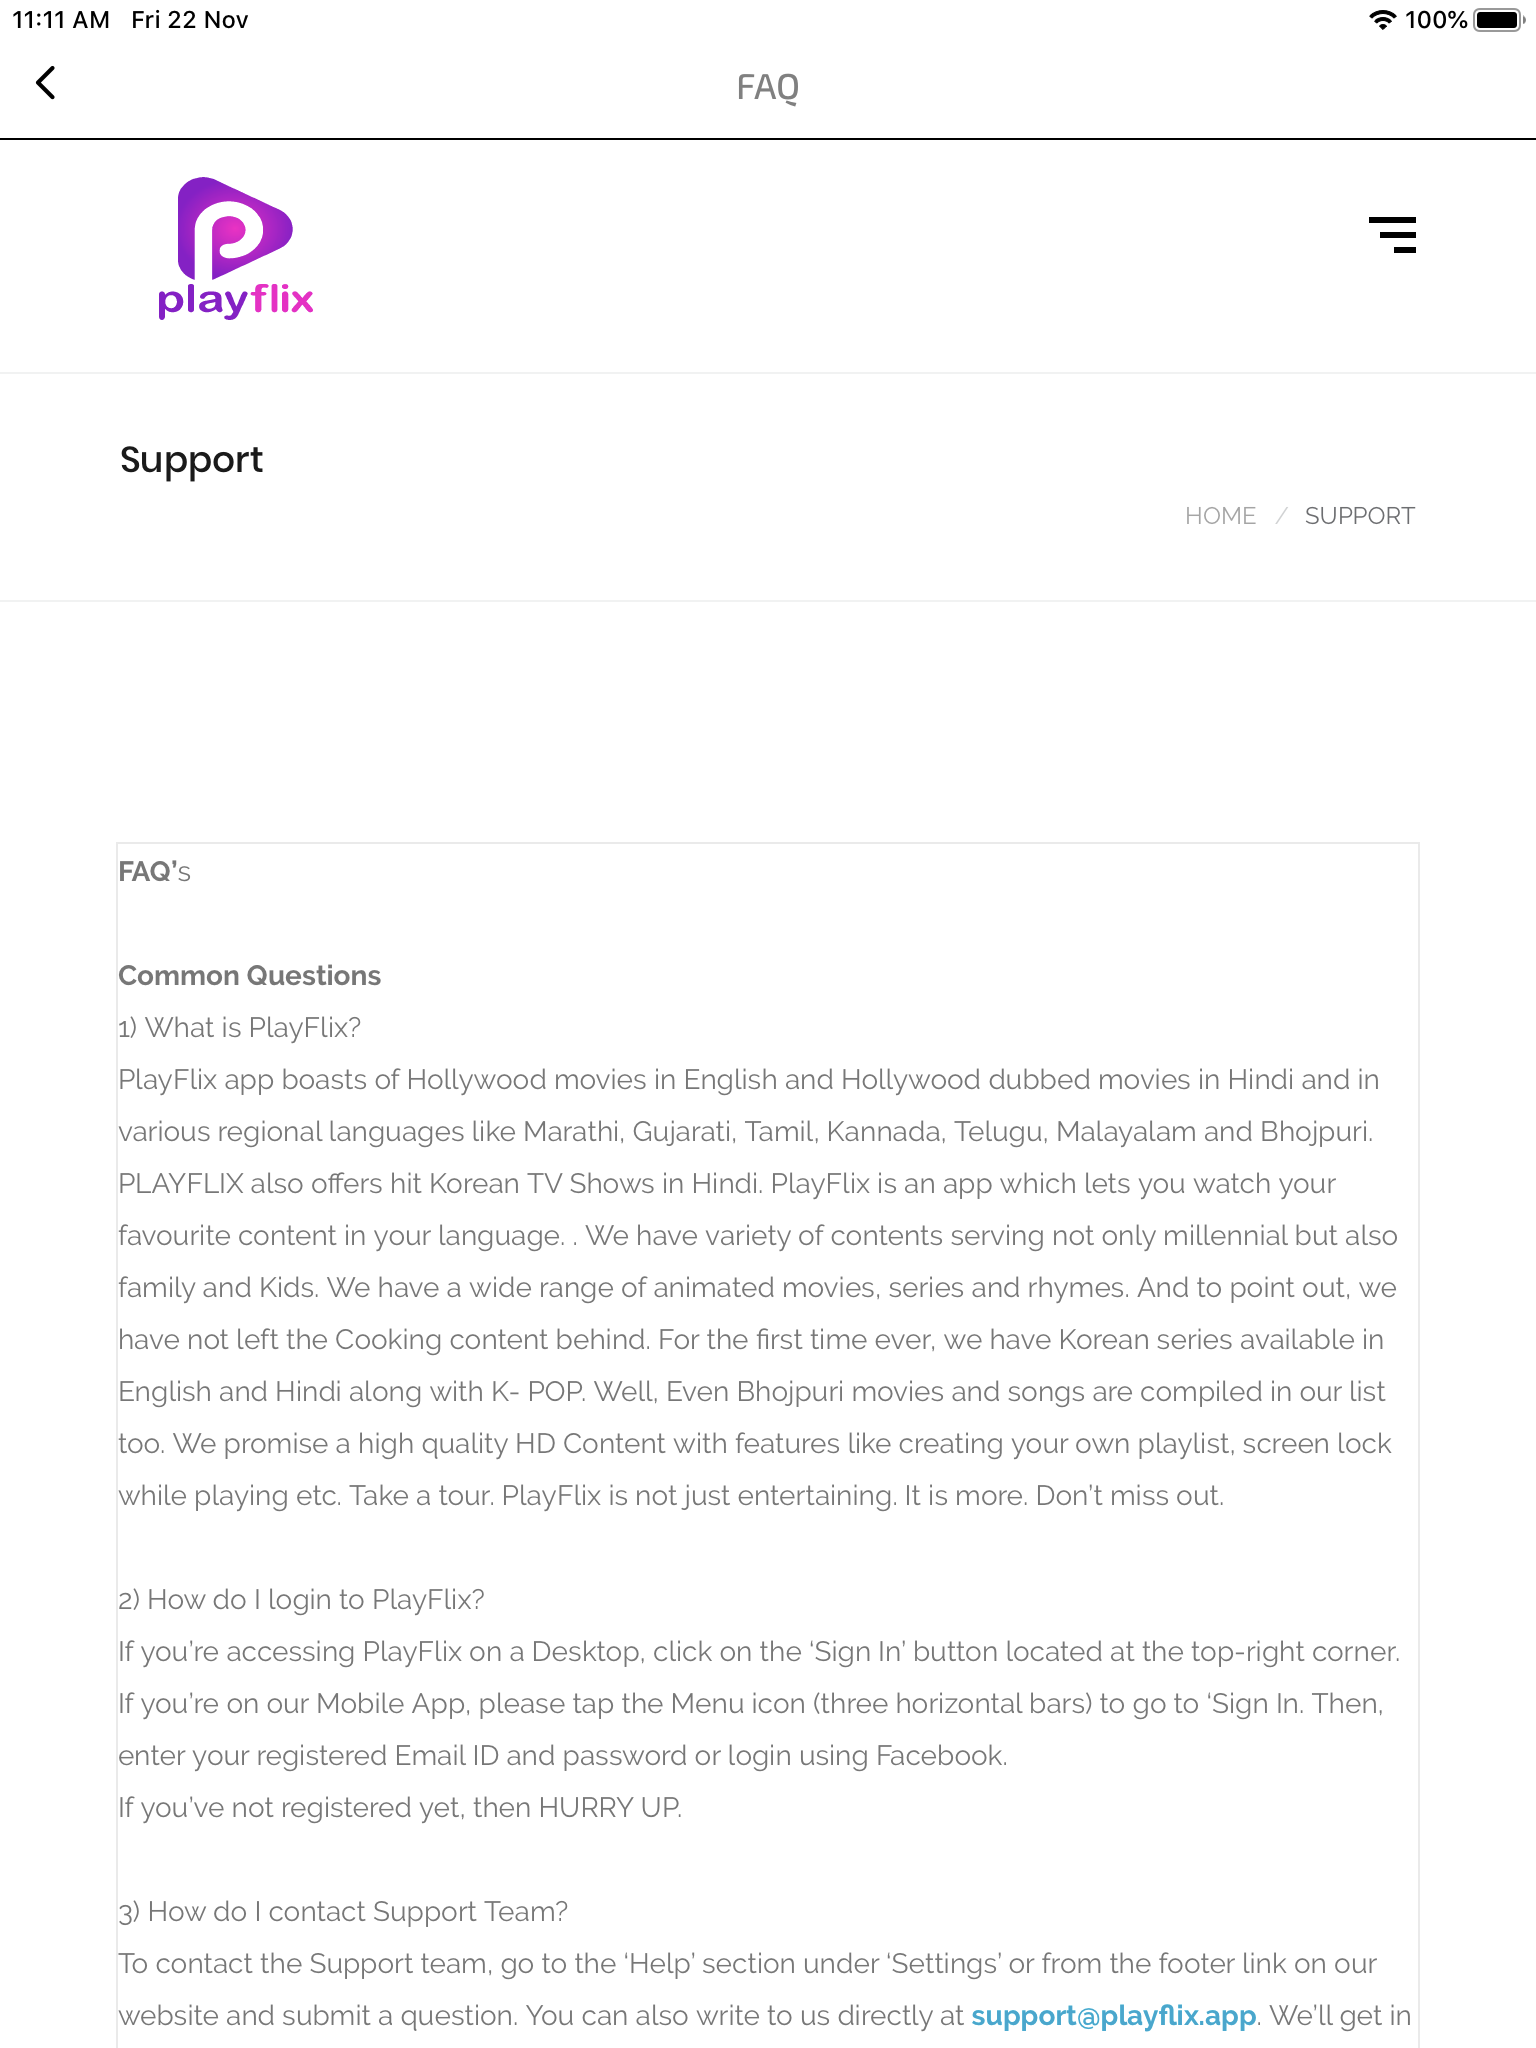 11:11 AM Fri 22 Nov 100%
FAQ
playflix
Support
HOME / SUPPORT
FAQ’s
Common Questions
1) What is PlayFlix?
PlayFlix app boasts of Hollywood movies in English and Hollywood dubbed movies in Hindi and in
various regional languages like Marathi, Gujarati, Tamil, Kannada, Telugu, Malayalam and Bhojpuri.
PLAYFLIX also offers hit Korean TV Shows in Hindi. PlayFlix is an app which lets you watch your
favourite content in your language. . We have variety of contents serving not only millennial but also
family and Kids. We have a wide range of animated movies, series and rhymes. And to point out, we
have not left the Cooking content behind. For the first time ever, we have Korean series available in
English and Hindi along with K- POP. Well, Even Bhojpuri movies and songs are compiled in our list
too. We promise a high quality HD Content with features like creating your own playlist, screen lock
while playing etc. Take a tour. PlayFlix is not just entertaining. It is more. Don’t miss out.
2) How do I login to PlayFlix?
If you’re accessing PlayFlix on a Desktop, click on the ‘Sign In’ button located at the top-right corner.
If you’re on our Mobile App, please tap the Menu icon (three horizontal bars) to go to ‘Sign In. Then,
enter your registered Email ID and password or login using Facebook.
If you’ve not registered yet, then HURRY UP.
3) How do I contact Support Team?
To contact the Support team, go to the ‘Help’ section under ‘Settings’ or from the footer link on our
website and submit a question. You can also write to us directly at support@playflix.app. We’ll get in